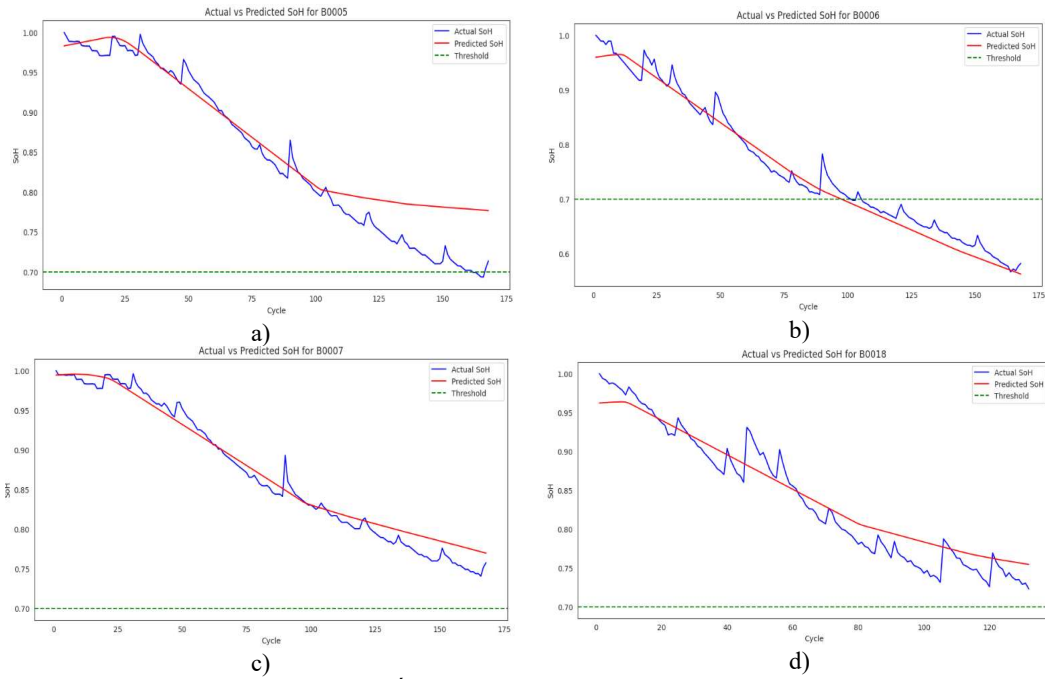 Actual vs Predicted SoH for B0005
Actual SoH
Predicted SoH
Threshold
1.00
0.95
0.90
0.85
0.80
0.75
0.70
SoH
0 25 50 75 100 125 150 175
Cycle
a)
Actual vs Predicted SoH for B0006
Actual SoH
Predicted SoH
Threshold
1.0
0.9
0.8
0.7
0.6
SoH
0 25 50 75 100 125 150 175
Cycle
b)
Actual vs Predicted SoH for B0007
Actual SoH
Predicted SoH
Threshold
1.00
0.95
0.90
0.85
0.80
0.75
0.70
SoH
0 25 50 75 100 125 150 175
Cycle
c)
Actual vs Predicted SoH for B0018
Actual SoH
Predicted SoH
Threshold
1.00
0.95
0.90
0.85
0.80
0.75
0.70
SoH
0 20 40 60 80 100 120
Cycle
d)